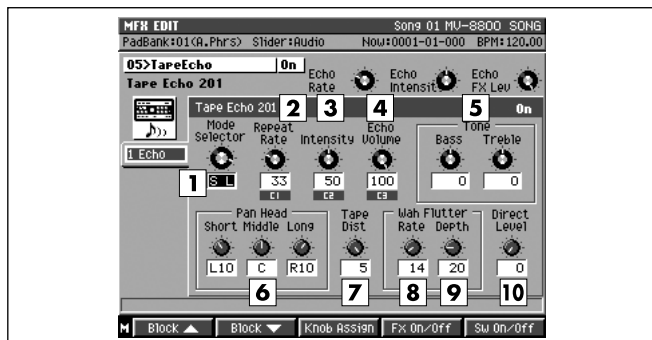 MFX EDIT Song 01 MV-8800 SONG
PadBank:01(A.Phrs) Slider:Audio Now:0001-01-000 BPM:120.00
05>TapeEcho On
Tape Echo 201
Echo Rate Echo Intensit Echo FX Lev
Tape Echo 201 On
2 3 4 5
Mode Selector Repeat Rate Intensity Echo Volume
Tone
Bass Treble
1 Echo
1
S L 33 50 100 0 0
C1 C2 C3
Pan Head
Short Middle Long
Tape Dist
Wah Flutter
Rate Depth
Direct Level
L10 C R10 5 14 20 0
6 7 8 9 10
M Block ▲ Block ▼ Knob Assign Fx On/Off Sw On/Off